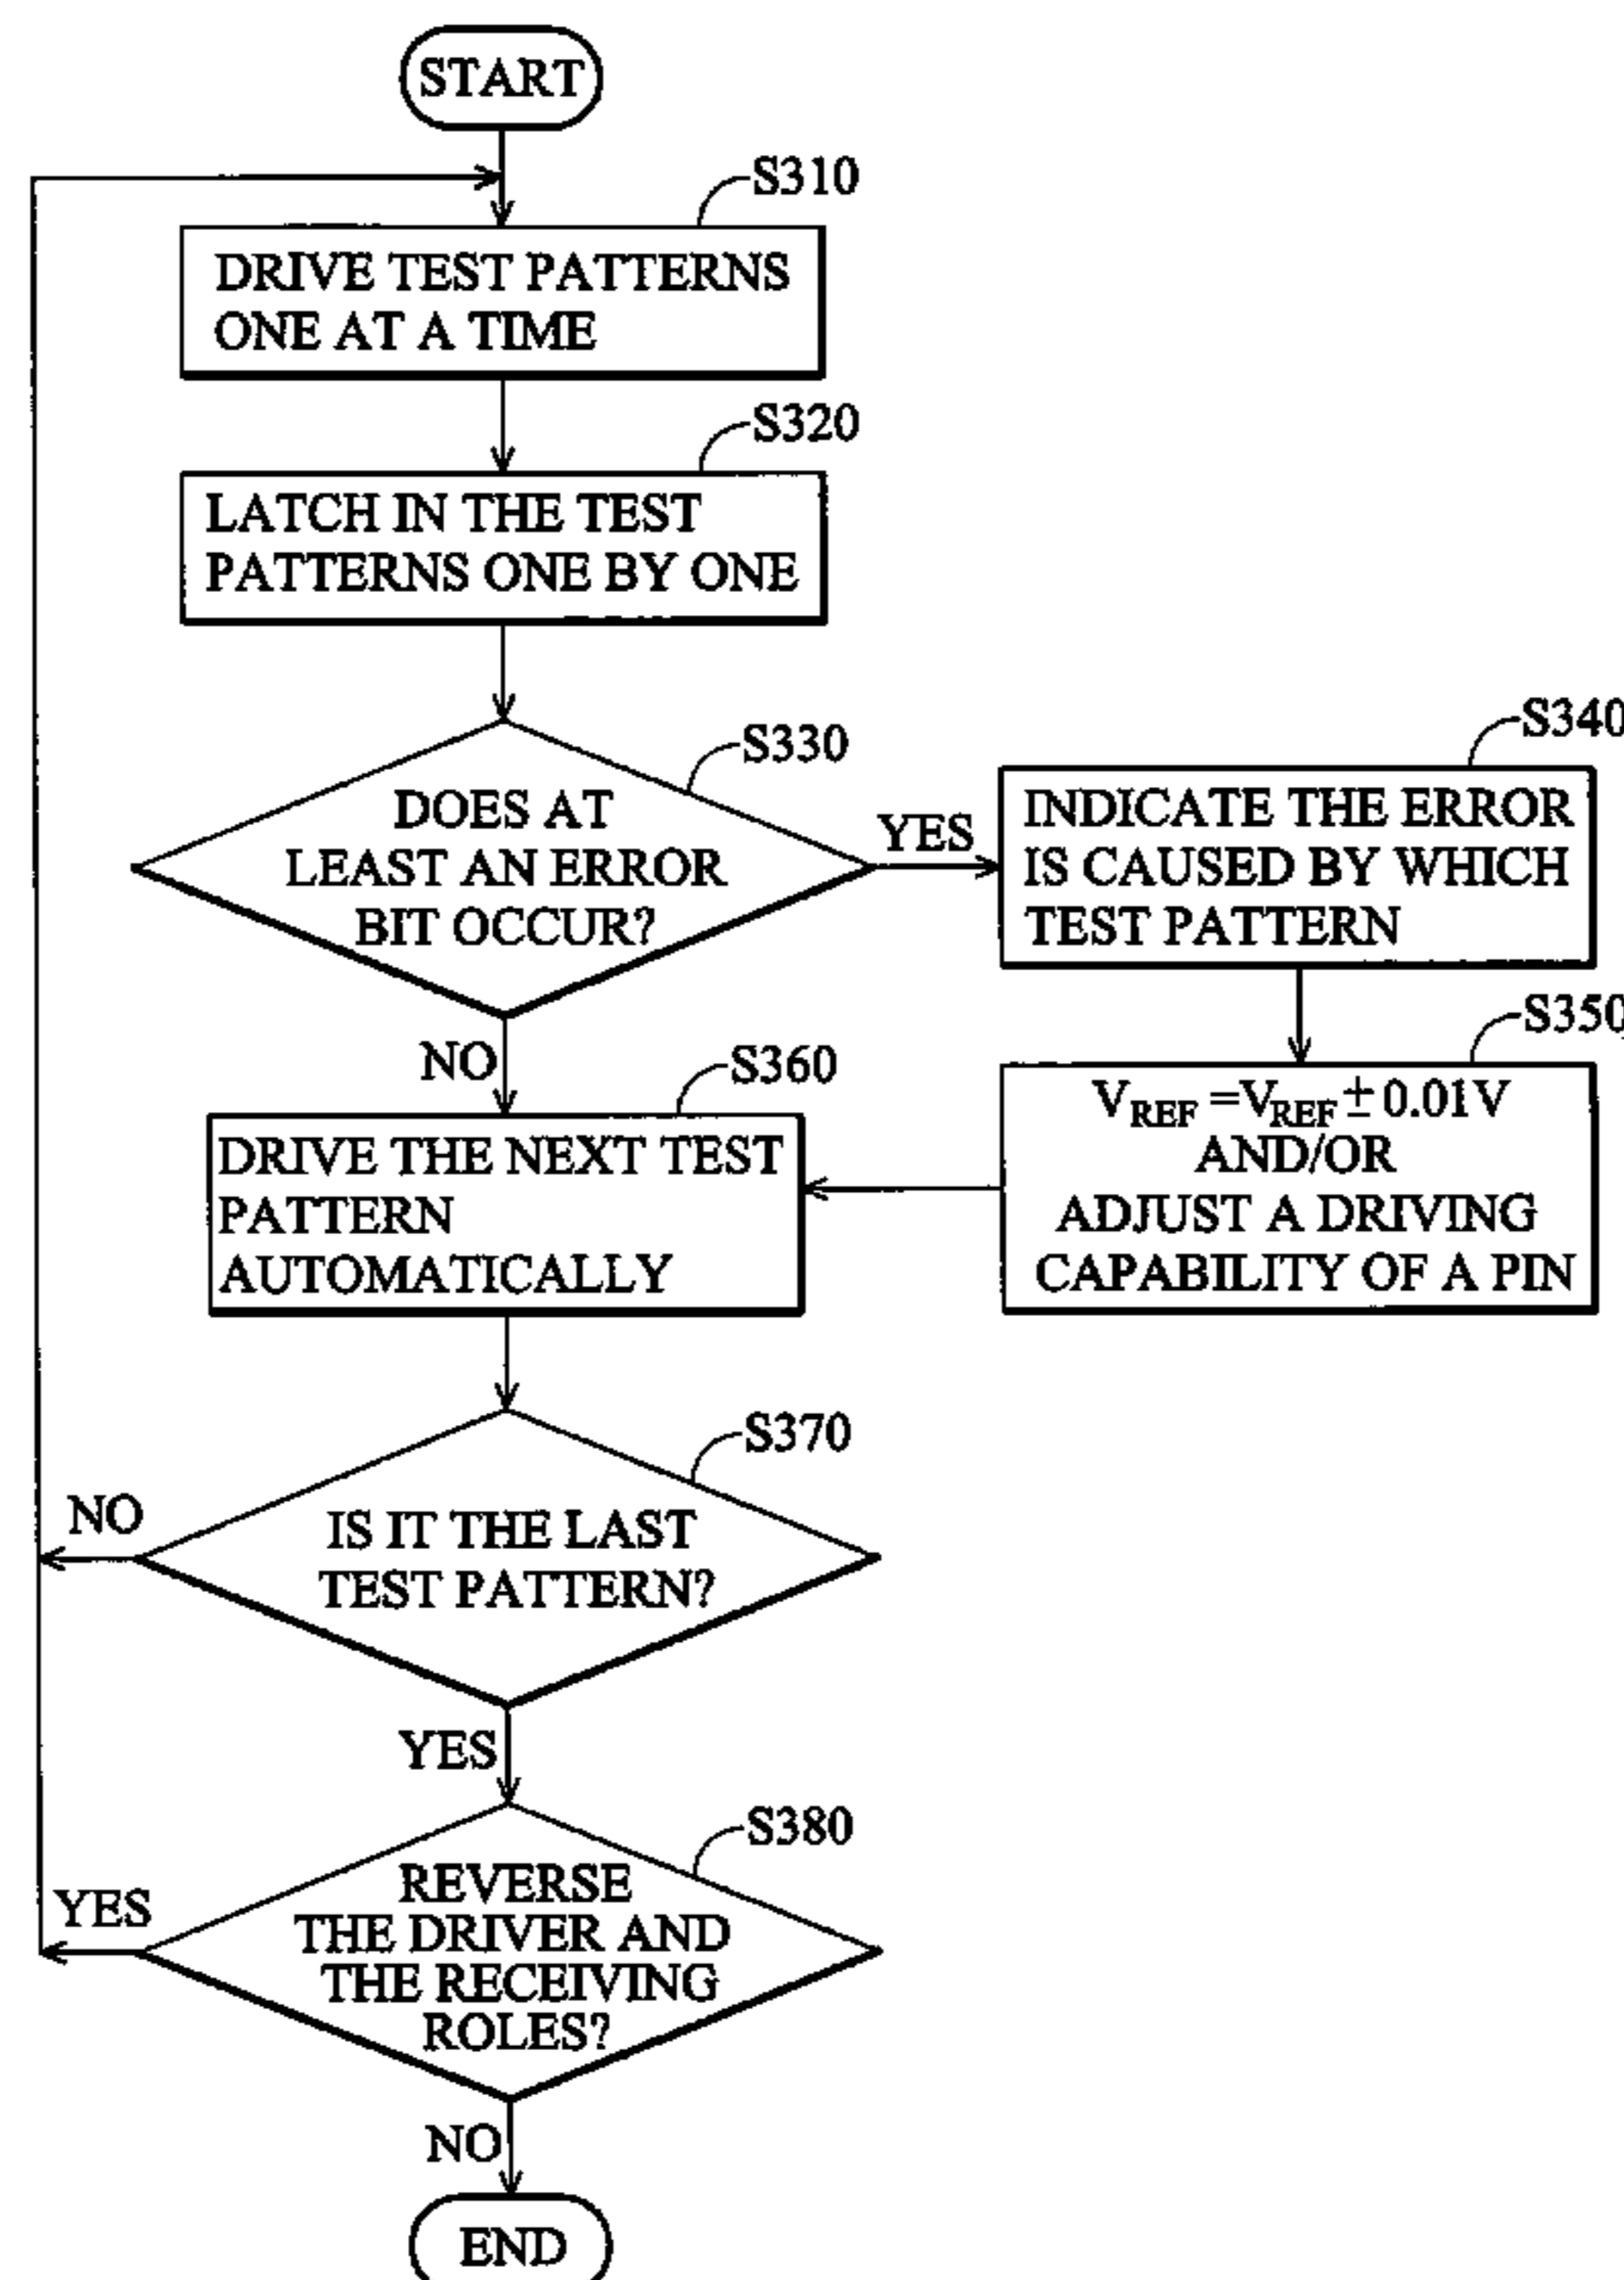 START
S310
DRIVE TEST PATTERNS
ONE AT A TIME
S320
LATCH IN THE TEST
PATTERNS ONE BY ONE
S330
DOES AT
LEAST AN ERROR
BIT OCCUR?
YES
S340
INDICATE THE ERROR
IS CAUSED BY WHICH
TEST PATTERN
NO
S350
VREF =VREF ± 0.01V
AND/OR
ADJUST A DRIVING
CAPABILITY OF A PIN
S360
DRIVE THE NEXT TEST
PATTERN
AUTOMATICALLY
S370
NO
IS IT THE LAST
TEST PATTERN?
YES
S380
YES
REVERSE
THE DRIVER AND
THE RECEIVING
ROLES?
NO
END